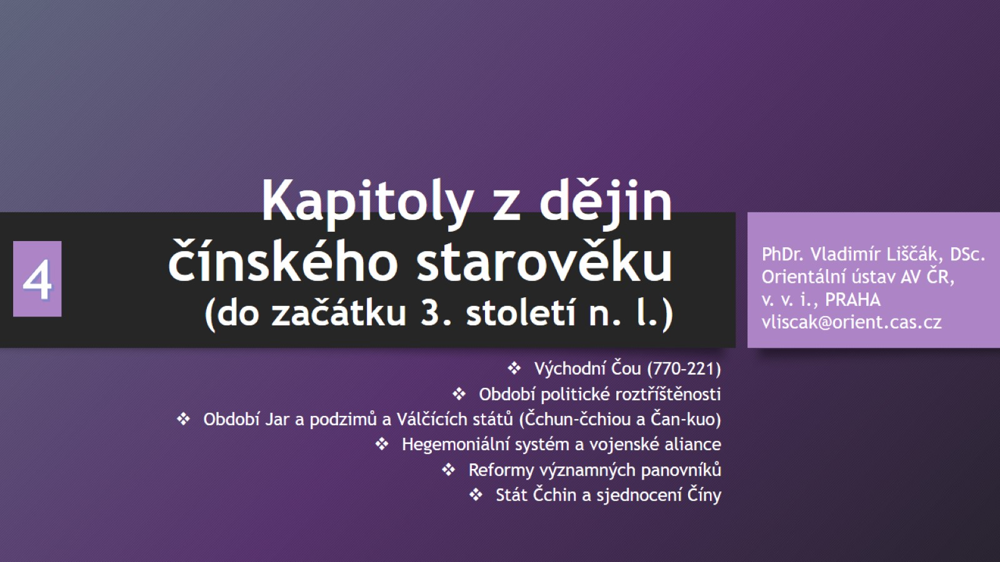 Kapitoly z dějin
čínského starověku
(do začátku 3. století n. l.)
4
PhDr. Vladimír Liščák, DSc.
Orientální ústav AV ČR,
v. v. i., PRAHA
vliscak@orient.cas.cz
❖ Východní Čou (770-221)
❖ Období politické roztříštěnosti
❖ Období Jar a podzimů a Válčících států (Čchun-čchiou a Čan-kuo)
❖ Hegemoniální systém a vojenské aliance
❖ Reformy významných panovníků
❖ Stát Čchin a sjednocení Číny